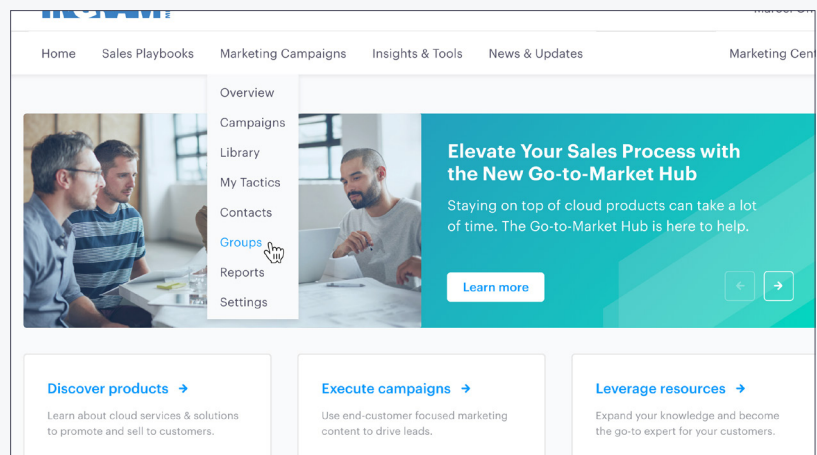 Home Sales Playbooks Marketing Campaigns Insights & Tools News & Updates Marketing
Overview
Campaigns
Library
My Tactics
Contacts
Groups
Reports
Settings
Elevate Your Sales Process with
the New Go-to-Market Hub
Staying on top of cloud products can take a lot
of time. The Go-to-Market Hub is here to help.
Learn more
Discover products →
Learn about cloud services & solutions
to promote and sell to customers.
Execute campaigns →
Use end-customer focused marketing
content to drive leads.
Leverage resources →
Expand your knowledge and become
the go-to expert for your customers.